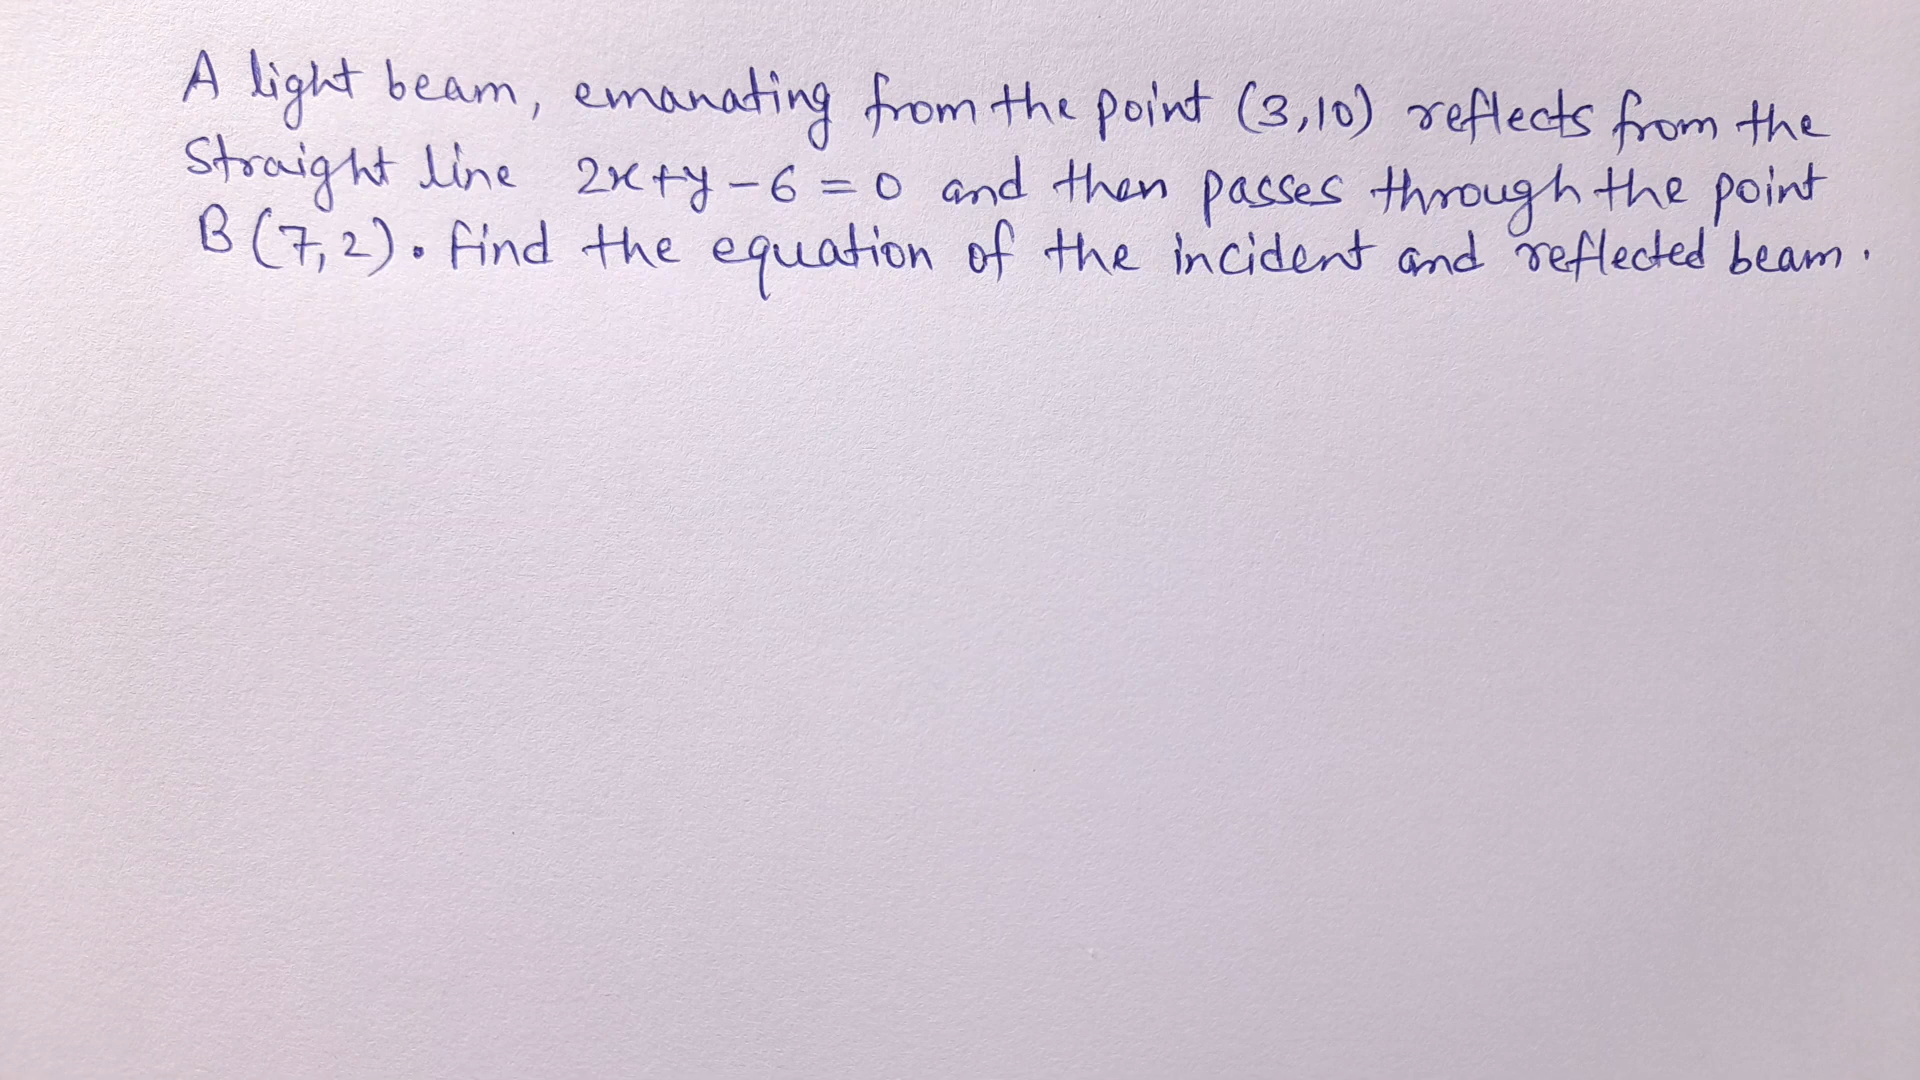 A light beam, emanating from the point (3,10) reflects from the
straight line 2x+y-6=0 and then passes through the point
B(7,2). find the equation of the incident and reflected beam.